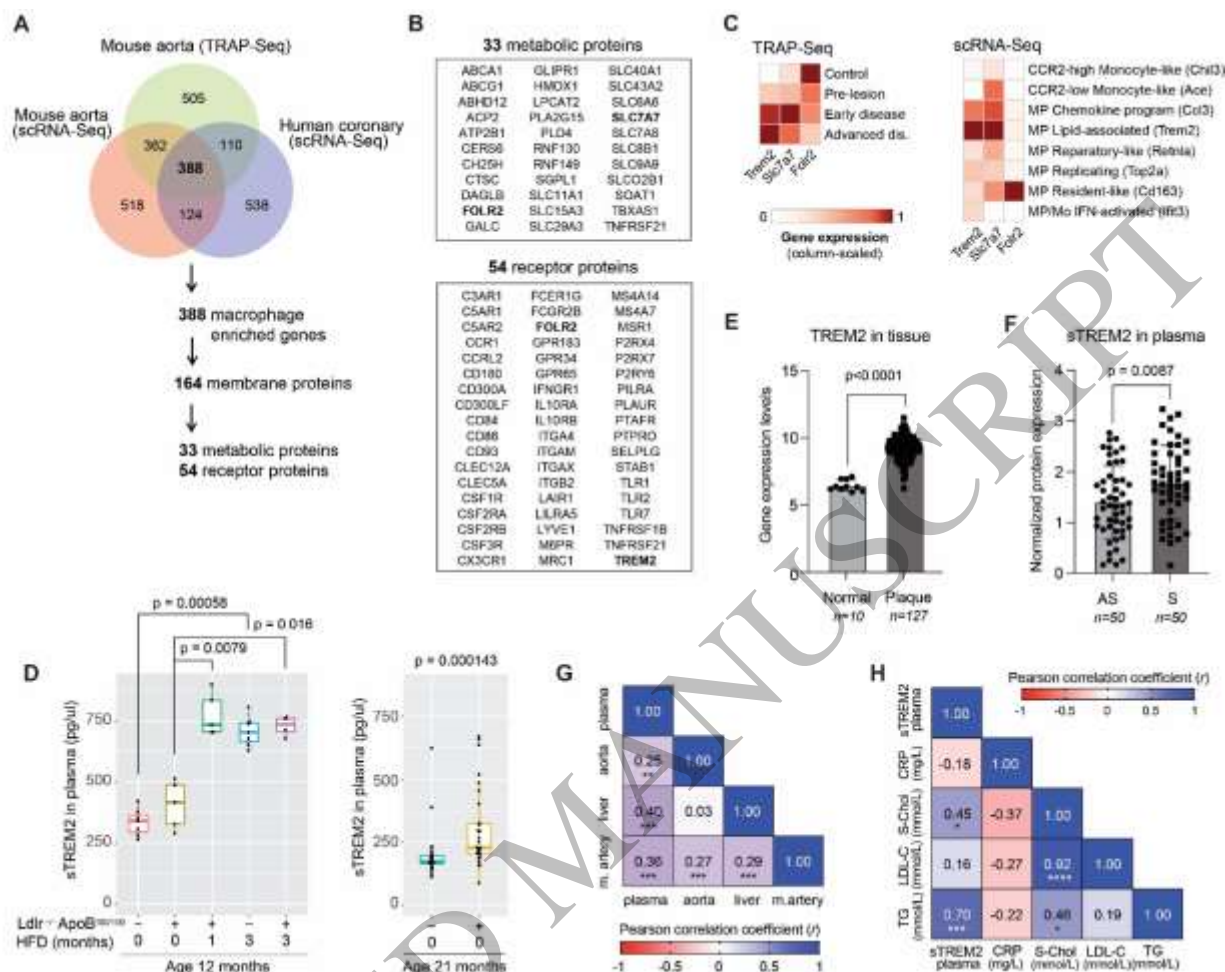 A
Mouse aorta (TRAP-Seq)
505
Mouse aorta
(scRNA-Seq)
Human coronary
(scRNA-Seq)
362
110
388
518
124
538
388 macrophage
enriched genes
164 membrane proteins
33 metabolic proteins
54 receptor proteins
B
33 metabolic proteins
ABCA1 GLIPR1 SLC40A1
ABCG1 HMOX1 SLC43A2
ABHD12 LPCAT2 SLC6A6
ACP2 PLA2G15 SLC7A7
ATP2B1 PLD4 SLC7A8
CERS6 RNF130 SLC8B1
CH25H RNF149 SLC9A9
CTSC SGPL1 SLCO2B1
DAGLB SLC11A1 SOAT1
FOLR2 SLC15A3 TBXAS1
GALC SLC29A3 TNFRSF21
54 receptor proteins
C3AR1 FCER1G MS4A14
C5AR1 FCGR2B MS4A7
C5AR2 FOLR2 MSR1
CCR1 GPR183 P2RX4
CCRL2 GPR34 P2RX7
CD180 GPR65 P2RY6
CD300A IFNGR1 PILRA
CD300LF IL10RA PLAUR
CD84 IL10RB PTAFR
CD86 ITGA4 PTPRO
CD93 ITGAM SELPLG
CLEC12A ITGAX STAB1
CLEC5A ITGB2 TLR1
CSF1R LAIR1 TLR2
CSF2RA LILRA5 TLR7
CSF2RB LYVE1 TNFRSF1B
CSF3R M6PR TNFRSF21
CX3CR1 MRC1 TREM2
C
TRAP-Seq
Control
Pre-lesion
Early disease
Advanced dis.
Trem2 Slc7a7 Folr2
0 1
Gene expression
(column-scaled)
scRNA-Seq
CCR2-high Monocyte-like (Chil3)
CCR2-low Monocyte-like (Ace)
MP Chemokine program (Ccl3)
MP Lipid-associated (Trem2)
MP Reparatory-like (Retnla)
MP Replicating (Top2a)
MP Resident-like (Cd163)
MP/Mo IFN-activated (Ifit3)
Trem2 Slc7a7 Folr2
E
TREM2 in tissue
p<0.0001
Gene expression levels
15
10
5
0
Normal Plaque
n=10 n=127
F
sTREM2 in plasma
p = 0.0087
Normalized protein expression
4
3
2
1
0
AS S
n=50 n=50
D
p = 0.00058
p = 0.016
p = 0.0079
sTREM2 in plasma (pg/ul)
750
500
250
0
Ldlr-/- ApoB100/100 - + + - +
HFD (months) 0 0 1 3 3
Age 12 months
p = 0.000143
sTREM2 in plasma (pg/ul)
750
500
250
0
- +
0 0
Age 21 months
G
plasma 1.00
aorta 0.25 ** 1.00
liver 0.40 *** 0.03 1.00
m. artery 0.36 *** 0.27 *** 0.29 *** 1.00
plasma aorta liver m.artery
Pearson correlation coefficient (r)
-1 -0.5 0 0.5 1
H
Pearson correlation coefficient (r)
-1 -0.5 0 0.5 1
sTREM2 plasma 1.00
CRP (mg/L) -0.18 1.00
S-Chol (mmol/L) 0.45 * -0.37 1.00
LDL-C (mmol/L) 0.16 -0.27 0.92 **** 1.00
TG (mmol/L) 0.70 *** -0.22 0.48 * 0.19 1.00
sTREM2 plasma CRP (mg/L) S-Chol (mmol/L) LDL-C (mmol/L) TG (mmol/L)
D MANUSCRIPT